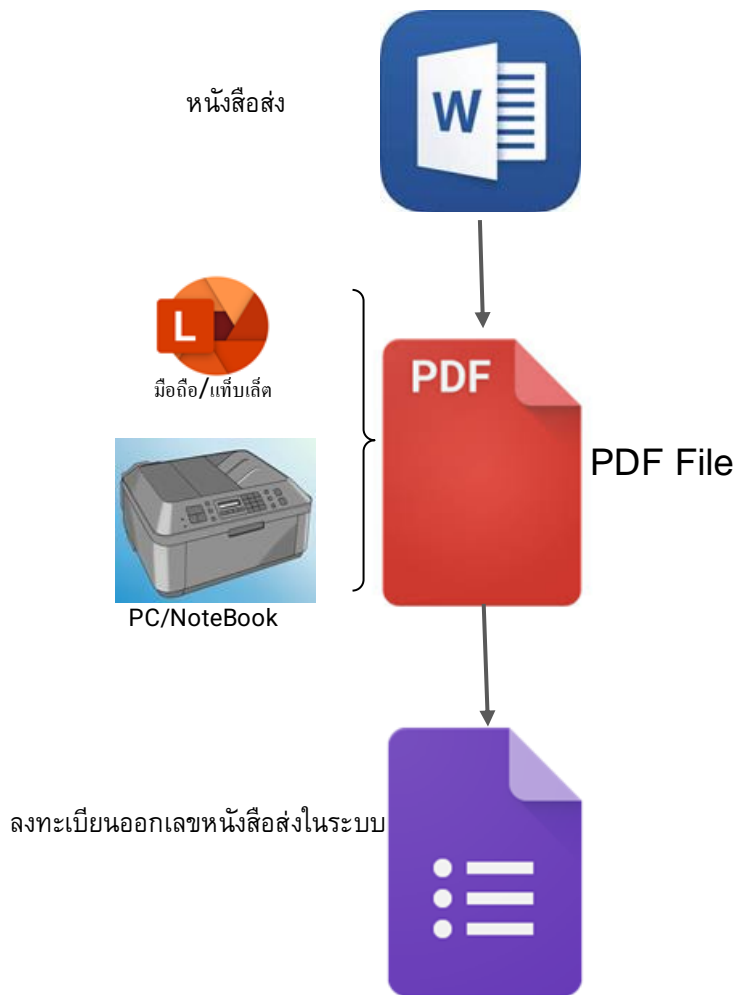 หนังสือส่ง
W
L
มือถือ/แท็บเล็ต
PDF
PDF File
PC/NoteBook
ลงทะเบียนออกเลขหนังสือส่งในระบบ